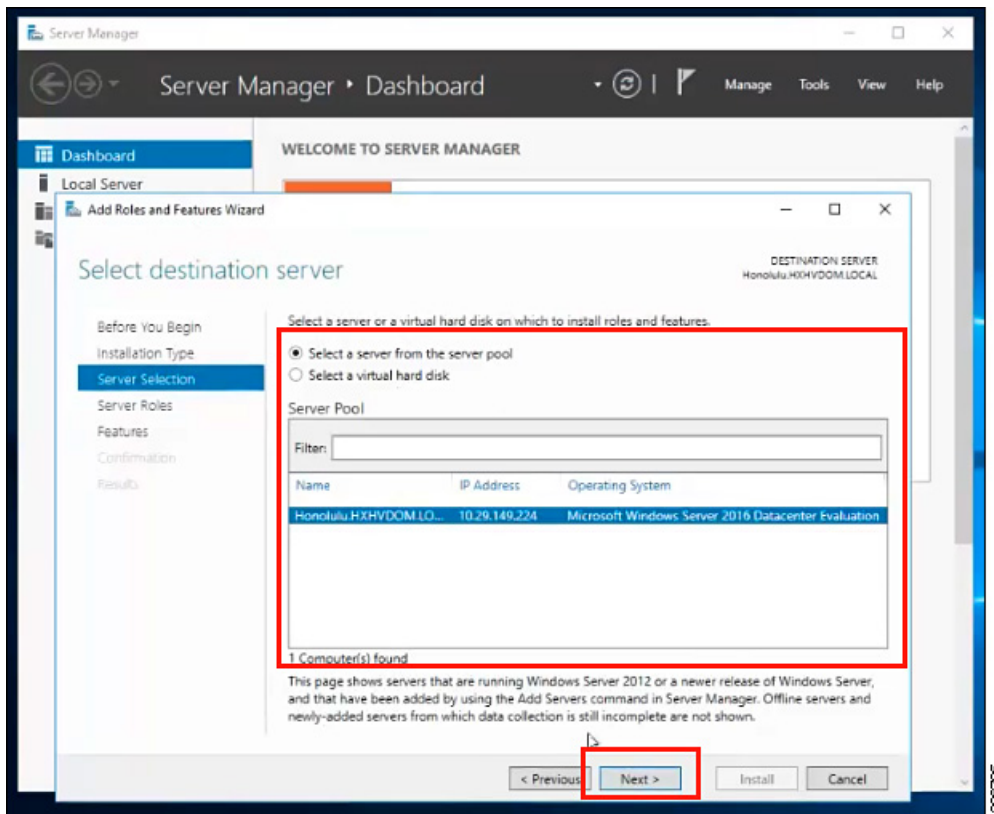 Server Manager
Server Manager • Dashboard
Manage Tools View Help
Dashboard
WELCOME TO SERVER MANAGER
Local Server
Add Roles and Features Wizard
Select destination server
DESTINATION SERVER
Honolulu.HXHVDOM.LOCAL
Before You Begin
Installation Type
Server Selection
Server Roles
Features
Confirmation
Results
Select a server or a virtual hard disk on which to install roles and features.
Select a server from the server pool
Select a virtual hard disk
Server Pool
Filter:
Name IP Address Operating System
Honolulu.HXHVDOM.LO... 10.29.149.224 Microsoft Windows Server 2016 Datacenter Evaluation
1 Computer(s) found
This page shows servers that are running Windows Server 2012 or a newer release of Windows Server,
and that have been added by using the Add Servers command in Server Manager. Offline servers and
newly-added servers from which data collection is still incomplete are not shown.
< Previous Next > Install Cancel